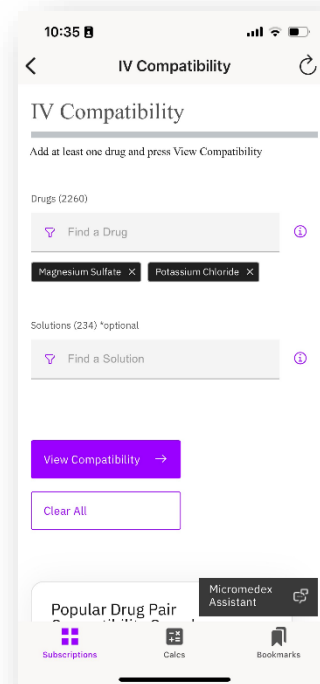 10:35
IV Compatibility
IV Compatibility
Add at least one drug and press View Compatibility
Drugs (2260)
Find a Drug
Magnesium Sulfate ×
Potassium Chloride ×
Solutions (234) *optional
Find a Solution
View Compatibility →
Clear All
Micromedex
Assistant
Popular Drug Pair
Subscriptions
Calcs
Bookmarks